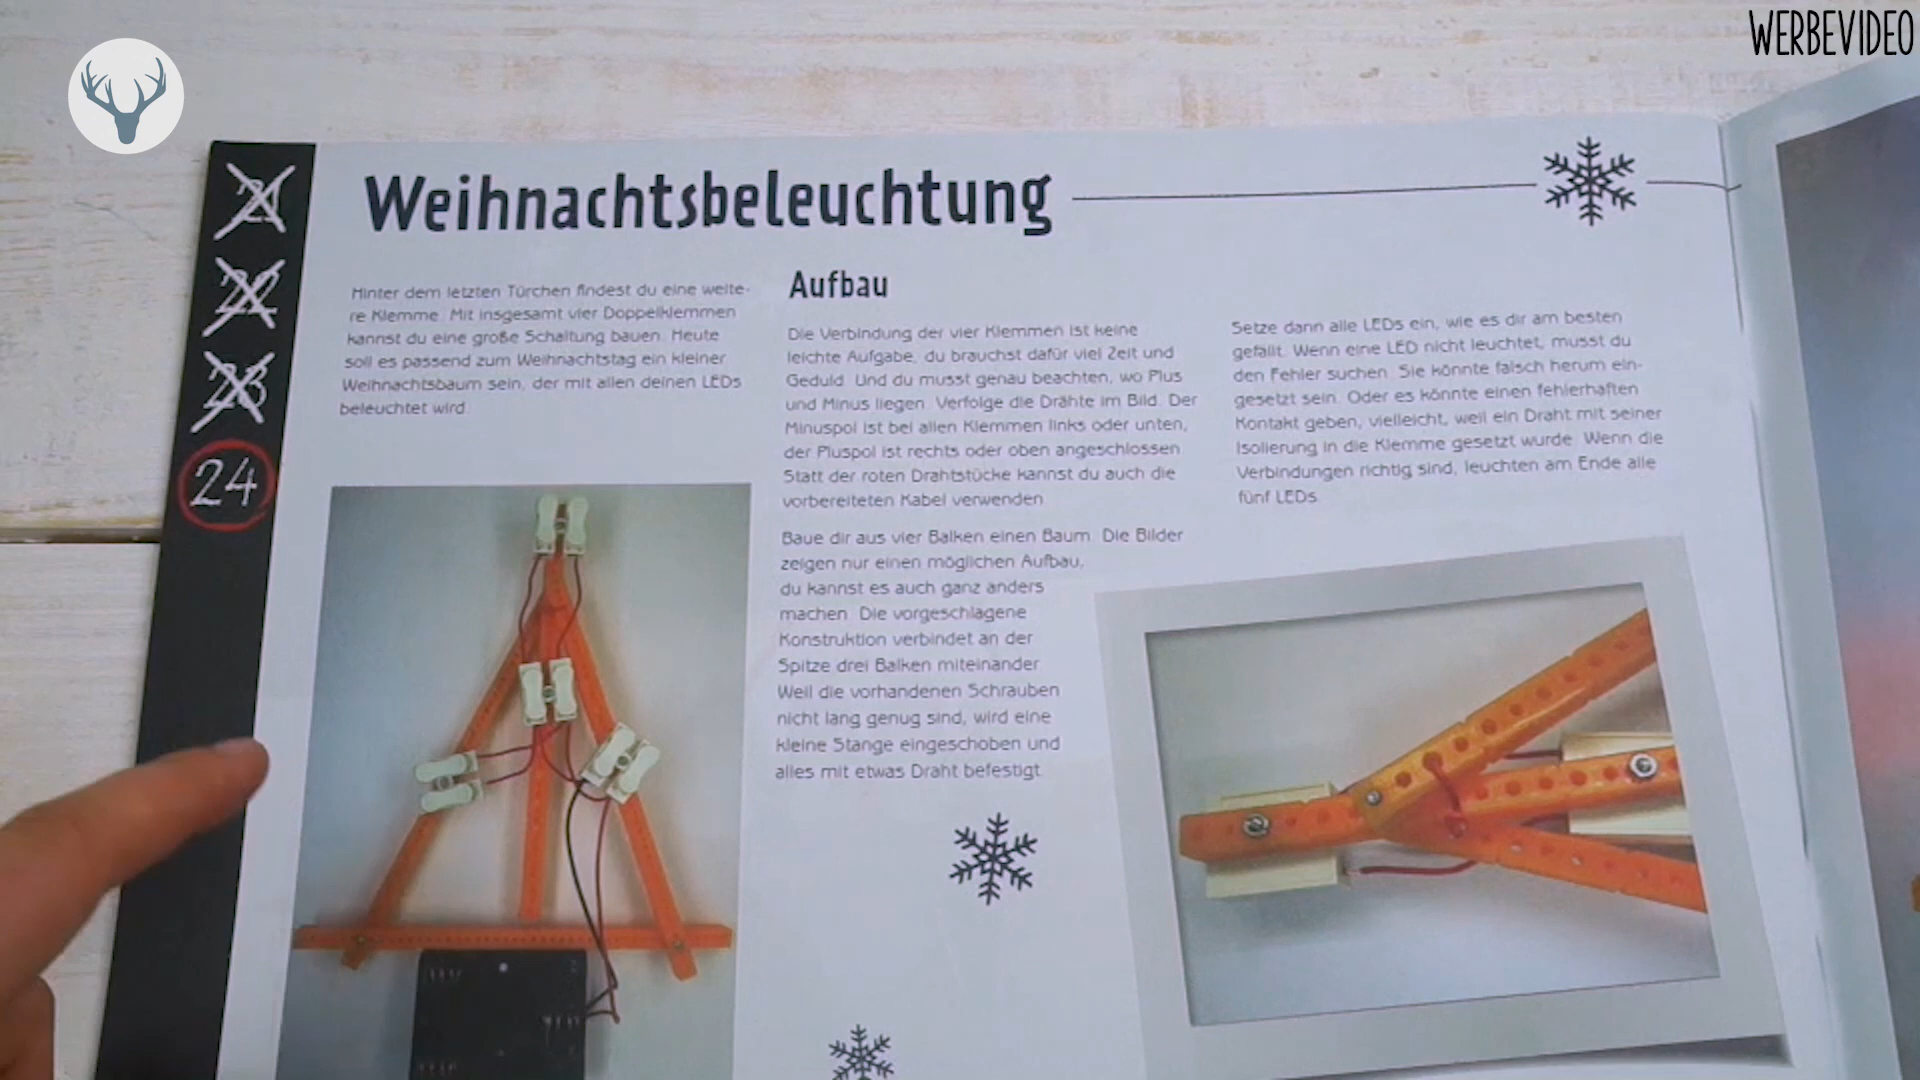 WERBEVIDEO
21
22
23
24
Weihnachtsbeleuchtung
Hinter dem letzten Türchen findest du eine weite-
re Klemme. Mit insgesamt vier Doppelklemmen
kannst du eine große Schaltung bauen. Heute
soll es passend zum Weihnachtstag ein kleiner
Weihnachtsbaum sein, der mit allen deinen LEDs
beleuchtet wird.
Aufbau
Die Verbindung der vier Klemmen ist keine
leichte Aufgabe, du brauchst dafür viel Zeit und
Geduld. Und du musst genau beachten, wo Plus
und Minus liegen. Verfolge die Drähte im Bild. Der
Minuspol ist bei allen Klemmen links oder unten,
der Pluspol ist rechts oder oben angeschlossen.
Statt der roten Drahtstücke kannst du auch die
vorbereiteten Kabel verwenden.
Baue dir aus vier Balken einen Baum. Die Bilder
zeigen nur einen möglichen Aufbau,
du kannst es auch ganz anders
machen. Die vorgeschlagene
Konstruktion verbindet an der
Spitze drei Balken miteinander.
Weil die vorhandenen Schrauben
nicht lang genug sind, wird eine
kleine Stange eingeschoben und
alles mit etwas Draht befestigt.
Setze dann alle LEDs ein, wie es dir am besten
gefällt. Wenn eine LED nicht leuchtet, musst du
den Fehler suchen. Sie könnte falsch herum ein-
gesetzt sein. Oder es könnte einen fehlerhaften
Kontakt geben, vielleicht, weil ein Draht mit seiner
Isolierung in die Klemme gesetzt wurde. Wenn die
Verbindungen richtig sind, leuchten am Ende alle
fünf LEDs.